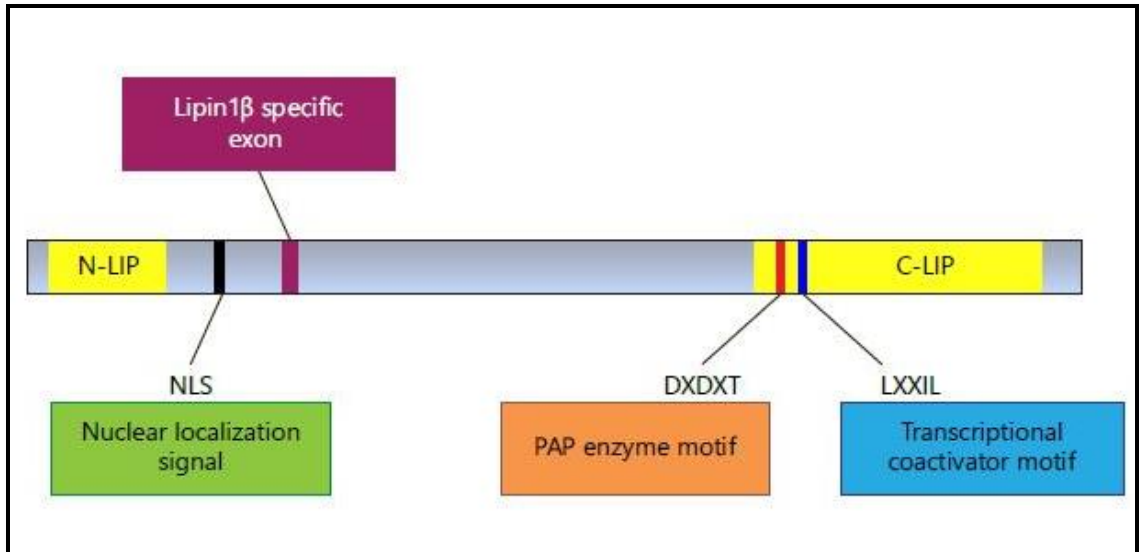 Lipin1β specific
exon
N-LIP
C-LIP
NLS
DXDXT
LXXIL
Nuclear localization
signal
PAP enzyme motif
Transcriptional
coactivator motif